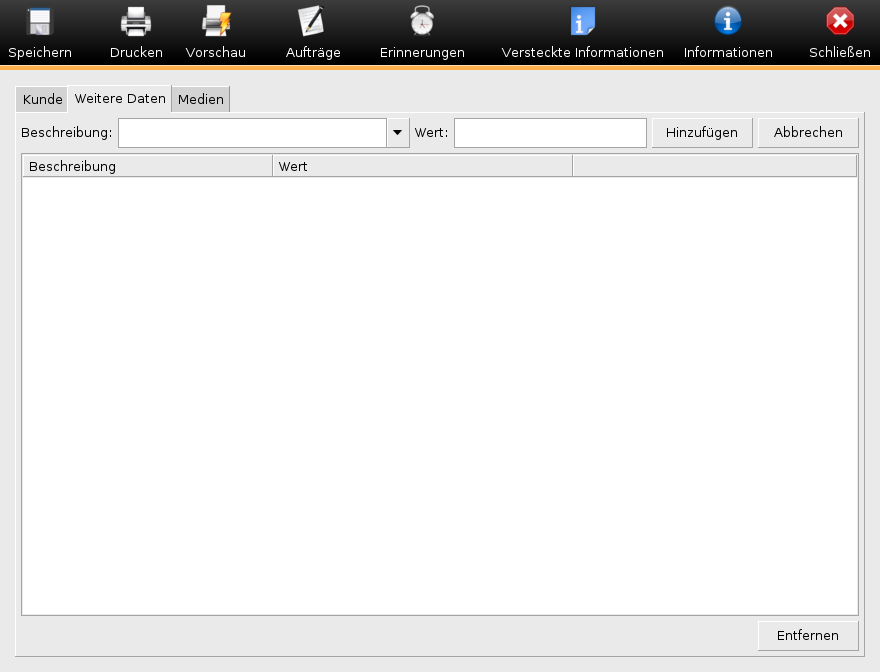 Speichern Drucken Vorschau Aufträge Erinnerungen Versteckte Informationen Informationen Schließen
Kunde Weitere Daten Medien
Beschreibung: Wert: Hinzufügen Abbrechen
Beschreibung Wert
Entfernen